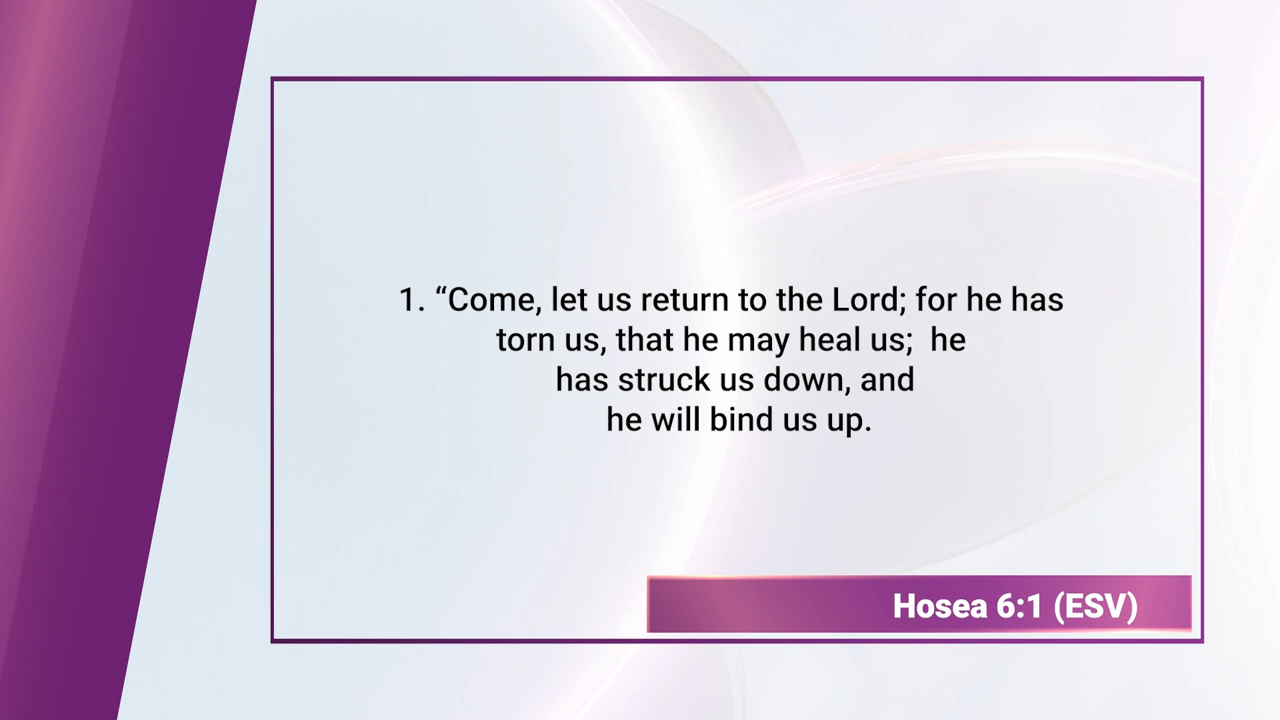 1. “Come, let us return to the Lord; for he has
torn us, that he may heal us;  he
has struck us down, and
he will bind us up.
Hosea 6:1 (ESV)